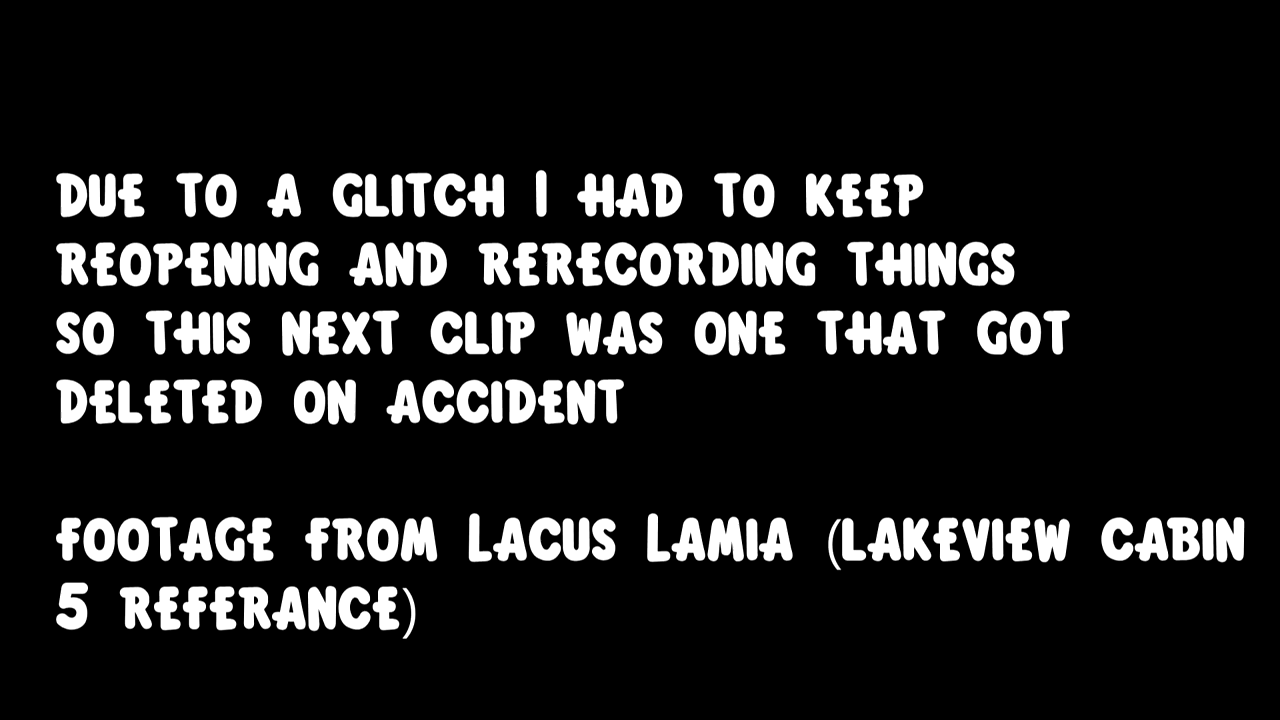 DUE TO A GLITCH I HAD TO KEEP
REOPENING AND RERECORDING THINGS
SO THIS NEXT CLIP WAS ONE THAT GOT
DELETED ON ACCIDENT
FOOTAGE FROM LACUS LAMIA (LAKEVIEW CABIN
5 REFERANCE)